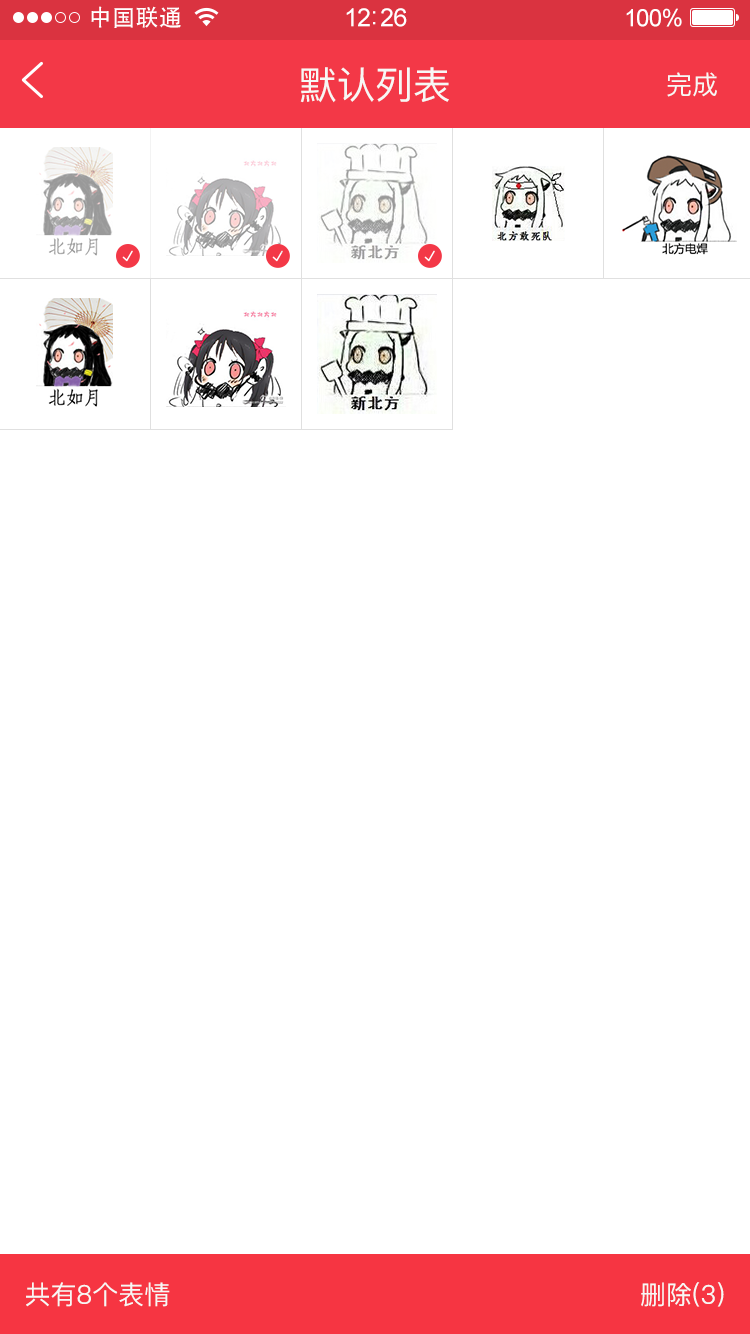 中国联通
12:26
100%
默认列表
完成
北如月
新北方
北方敢死队
北方电焊
北如月
新北方
共有8个表情
删除(3)